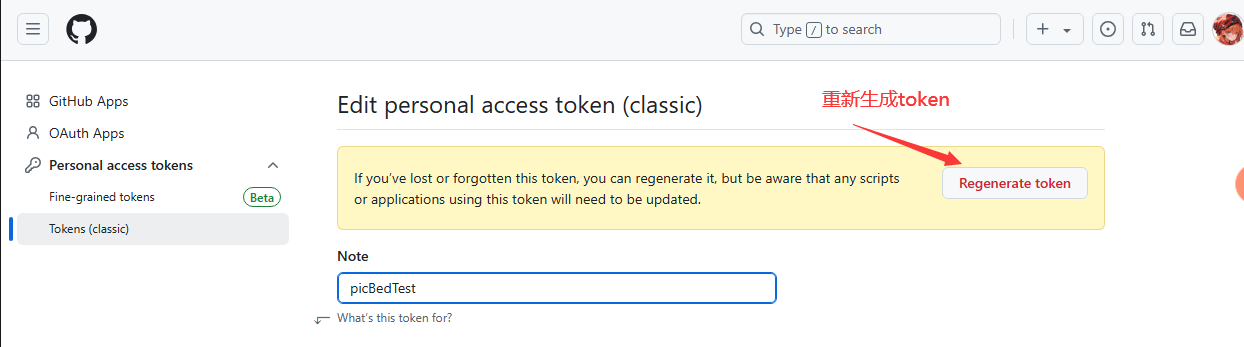 Type / to search
GitHub Apps
OAuth Apps
Personal access tokens
Fine-grained tokens
Beta
Tokens (classic)
Edit personal access token (classic)
重新生成token
If you’ve lost or forgotten this token, you can regenerate it, but be aware that any scripts
or applications using this token will need to be updated.
Regenerate token
Note
picBedTest
What’s this token for?